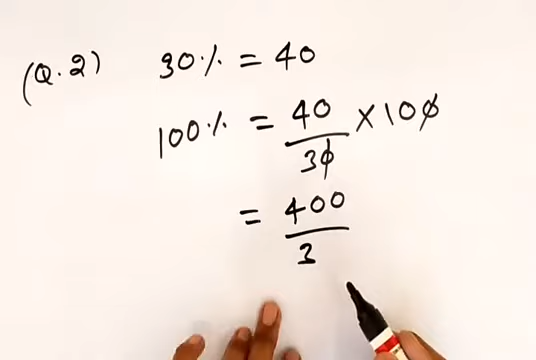 (Q.2) 30% = 40
100% = 40/30 × 100
= 400/3